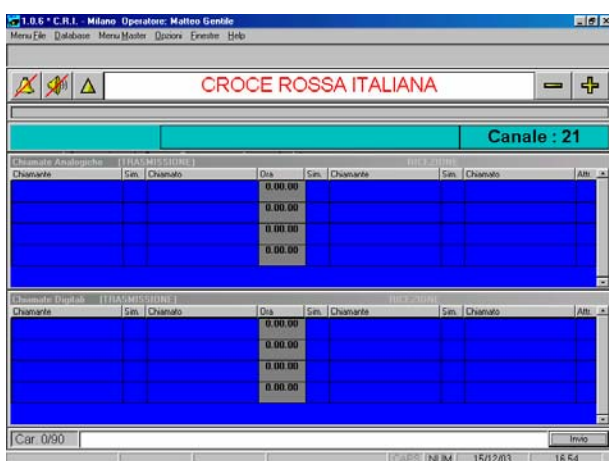 1.0.6 * C.R.I. - Milano Operatore: Matteo Gentile
Menu File Database Menu Master Opzioni Finestre Help
CROCE ROSSA ITALIANA
Canale : 21
Chiamate Analogiche [TRASMISSIONE] RICEZIONE
Chiamante Sim. Chiamato Ora Sim. Chiamante Sim. Chiamato Attr.
0.00.00
0.00.00
0.00.00
0.00.00
Chiamate Digitali [TRASMISSIONE] RICEZIONE
Chiamante Sim. Chiamato Ora Sim. Chiamante Sim. Chiamato Attr.
0.00.00
0.00.00
0.00.00
0.00.00
Car. 0/90 Invio
CAPS NUM 15/12/03 16.54